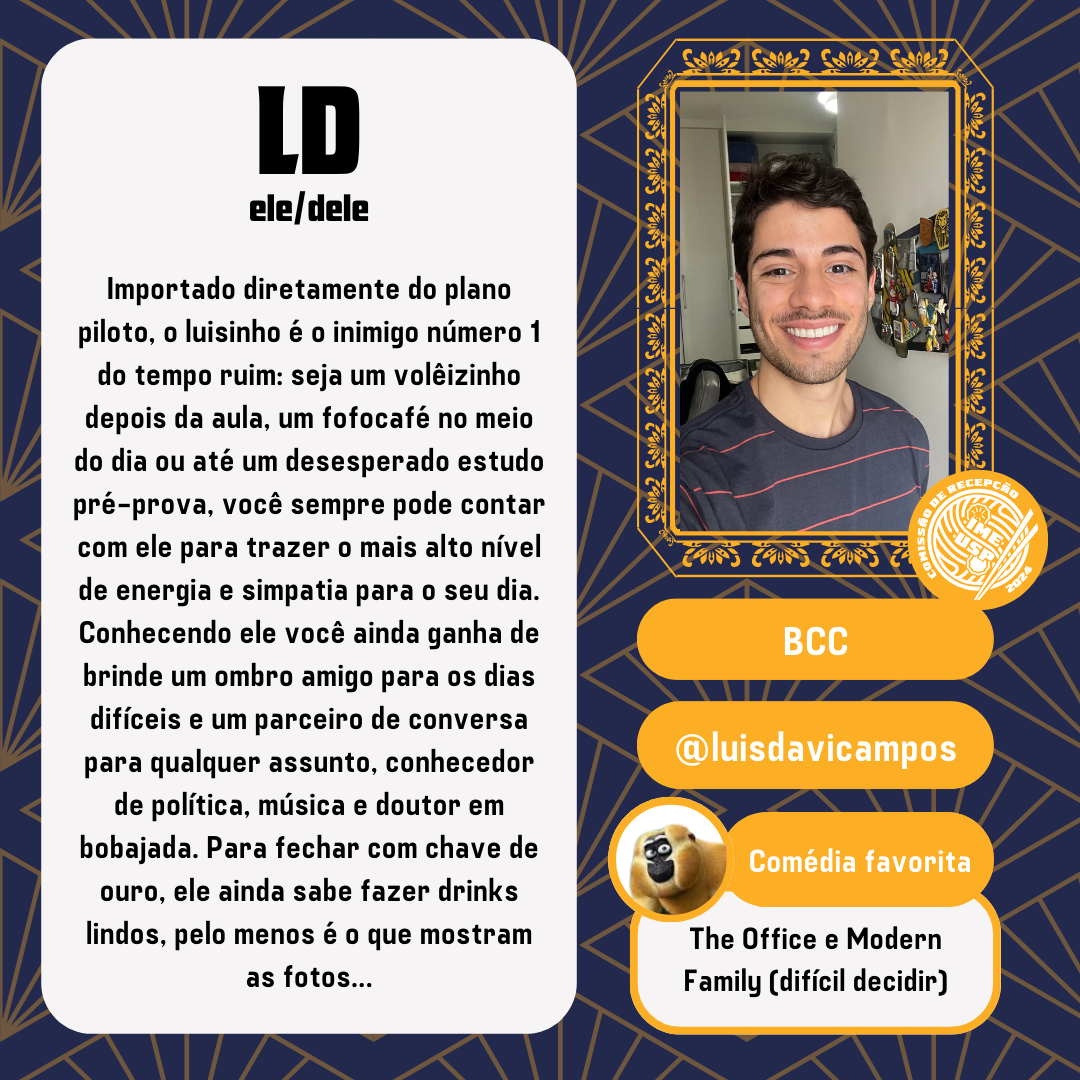 LD
ele/dele
Importado diretamente do plano
piloto, o luisinho é o inimigo número 1
do tempo ruim: seja um volêizinho
depois da aula, um fofocafé no meio
do dia ou até um desesperado estudo
pré-prova, você sempre pode contar
com ele para trazer o mais alto nível
de energia e simpatia para o seu dia.
Conhecendo ele você ainda ganha de
brinde um ombro amigo para os dias
difíceis e um parceiro de conversa
para qualquer assunto, conhecedor
de política, música e doutor em
bobajada. Para fechar com chave de
ouro, ele ainda sabe fazer drinks
lindos, pelo menos é o que mostram
as fotos...
COMISSÃO DE RECEPÇÃO
IME
USP
2024
BCC
@luisdavicampos
Comédia favorita
The Office e Modern
Family (difícil decidir)